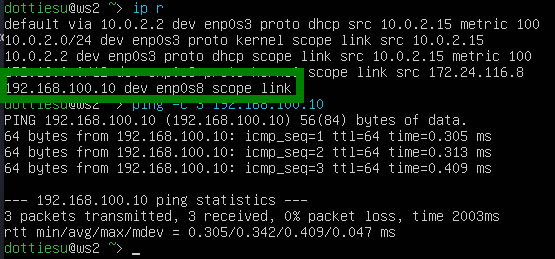 dottiesu@ws2 ~> ip r
default via 10.0.2.2 dev enp0s3 proto dhcp src 10.0.2.15 metric 100
10.0.2.0/24 dev enp0s3 proto kernel scope link src 10.0.2.15
10.0.2.2 dev enp0s3 proto dhcp scope link src 10.0.2.15 metric 100
scope link src 172.24.116.8
192.168.100.10 dev enp0s8 scope link
dottiesu@ws2 ~> ping -c 3 192.168.100.10
PING 192.168.100.10 (192.168.100.10) 56(84) bytes of data.
64 bytes from 192.168.100.10: icmp_seq=1 ttl=64 time=0.305 ms
64 bytes from 192.168.100.10: icmp_seq=2 ttl=64 time=0.313 ms
64 bytes from 192.168.100.10: icmp_seq=3 ttl=64 time=0.409 ms
--- 192.168.100.10 ping statistics ---
3 packets transmitted, 3 received, 0% packet loss, time 2003ms
rtt min/avg/max/mdev = 0.305/0.342/0.409/0.047 ms
dottiesu@ws2 ~> _